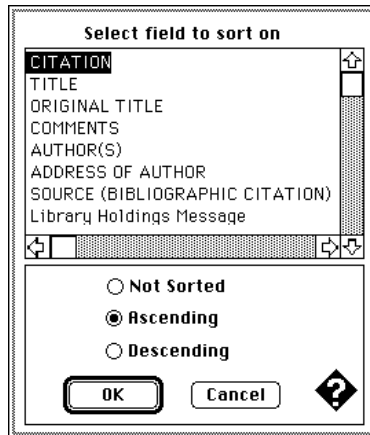 Select field to sort on
CITATION
TITLE
ORIGINAL TITLE
COMMENTS
AUTHOR(S)
ADDRESS OF AUTHOR
SOURCE (BIBLIOGRAPHIC CITATION)
Library Holdings Message
Not Sorted
Ascending
Descending
OK Cancel ?